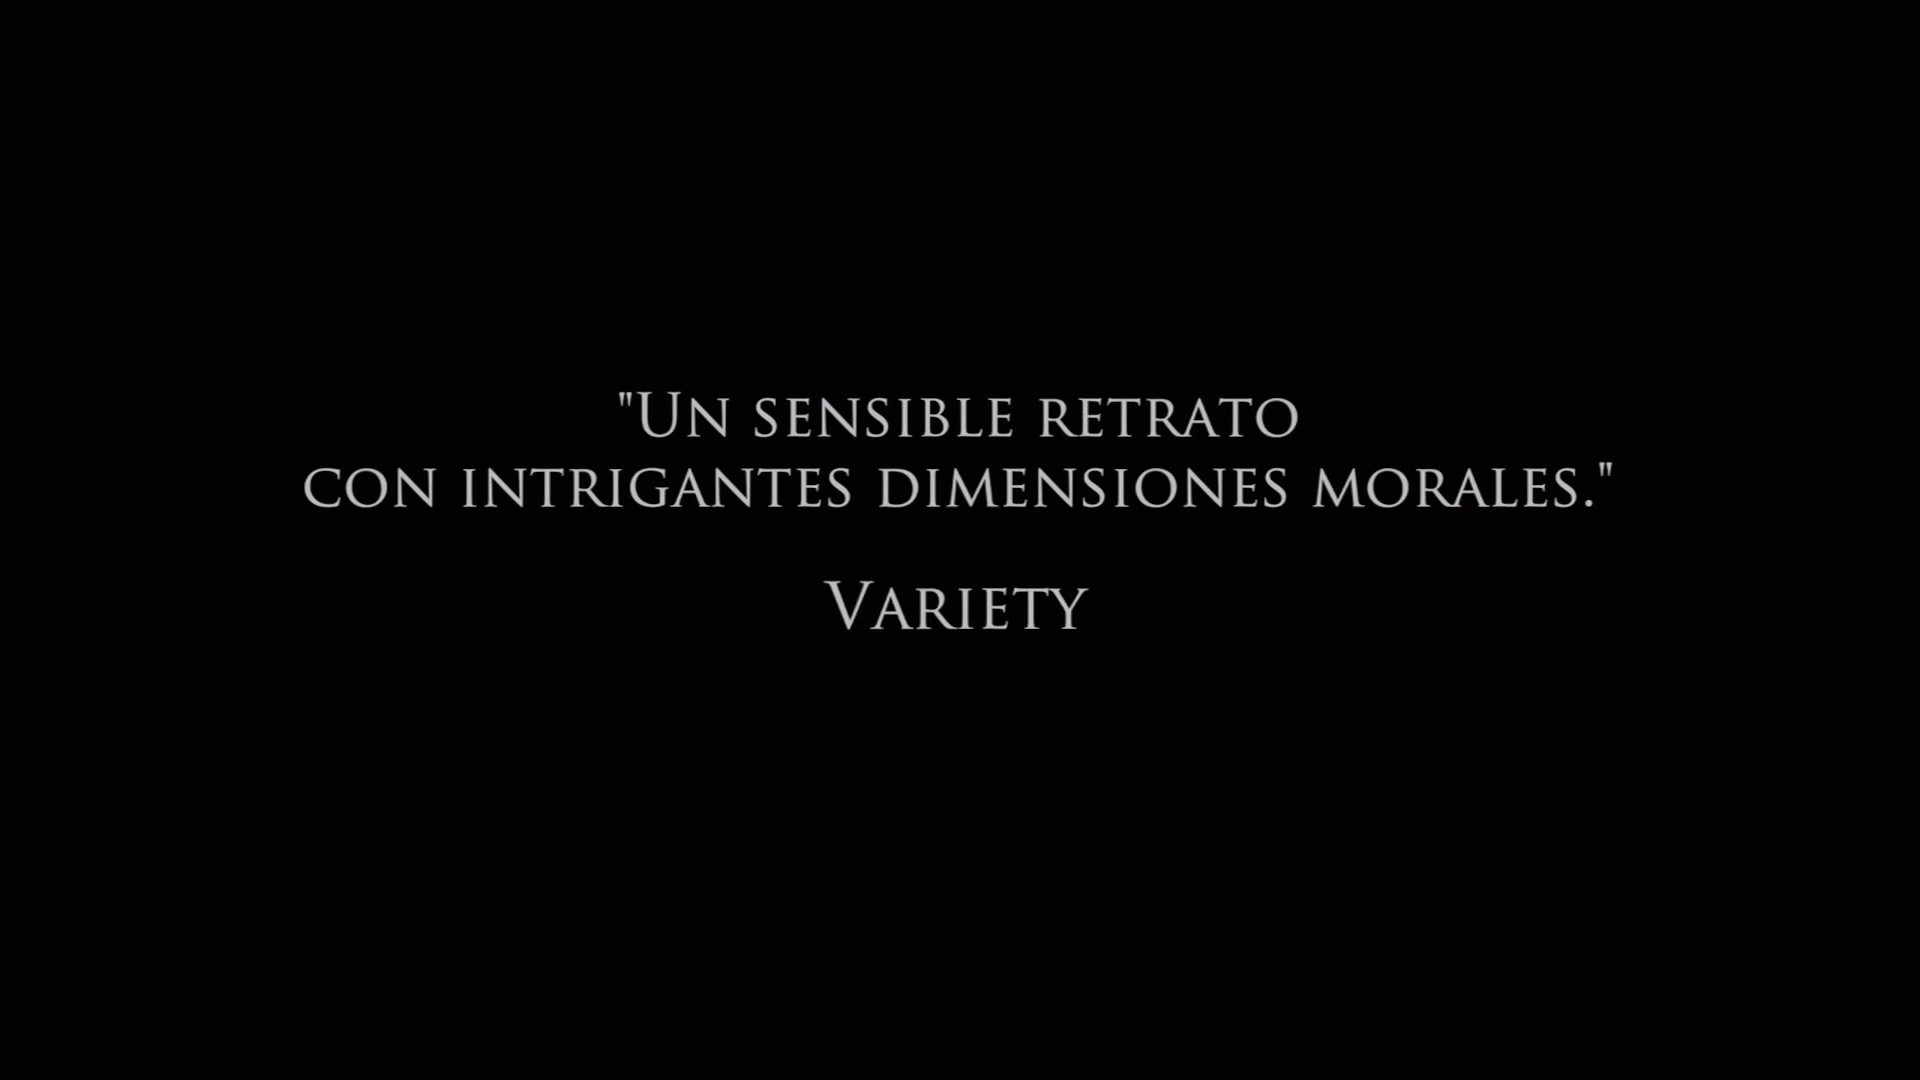 "Un sensible retrato
con intrigantes dimensiones morales."
Variety